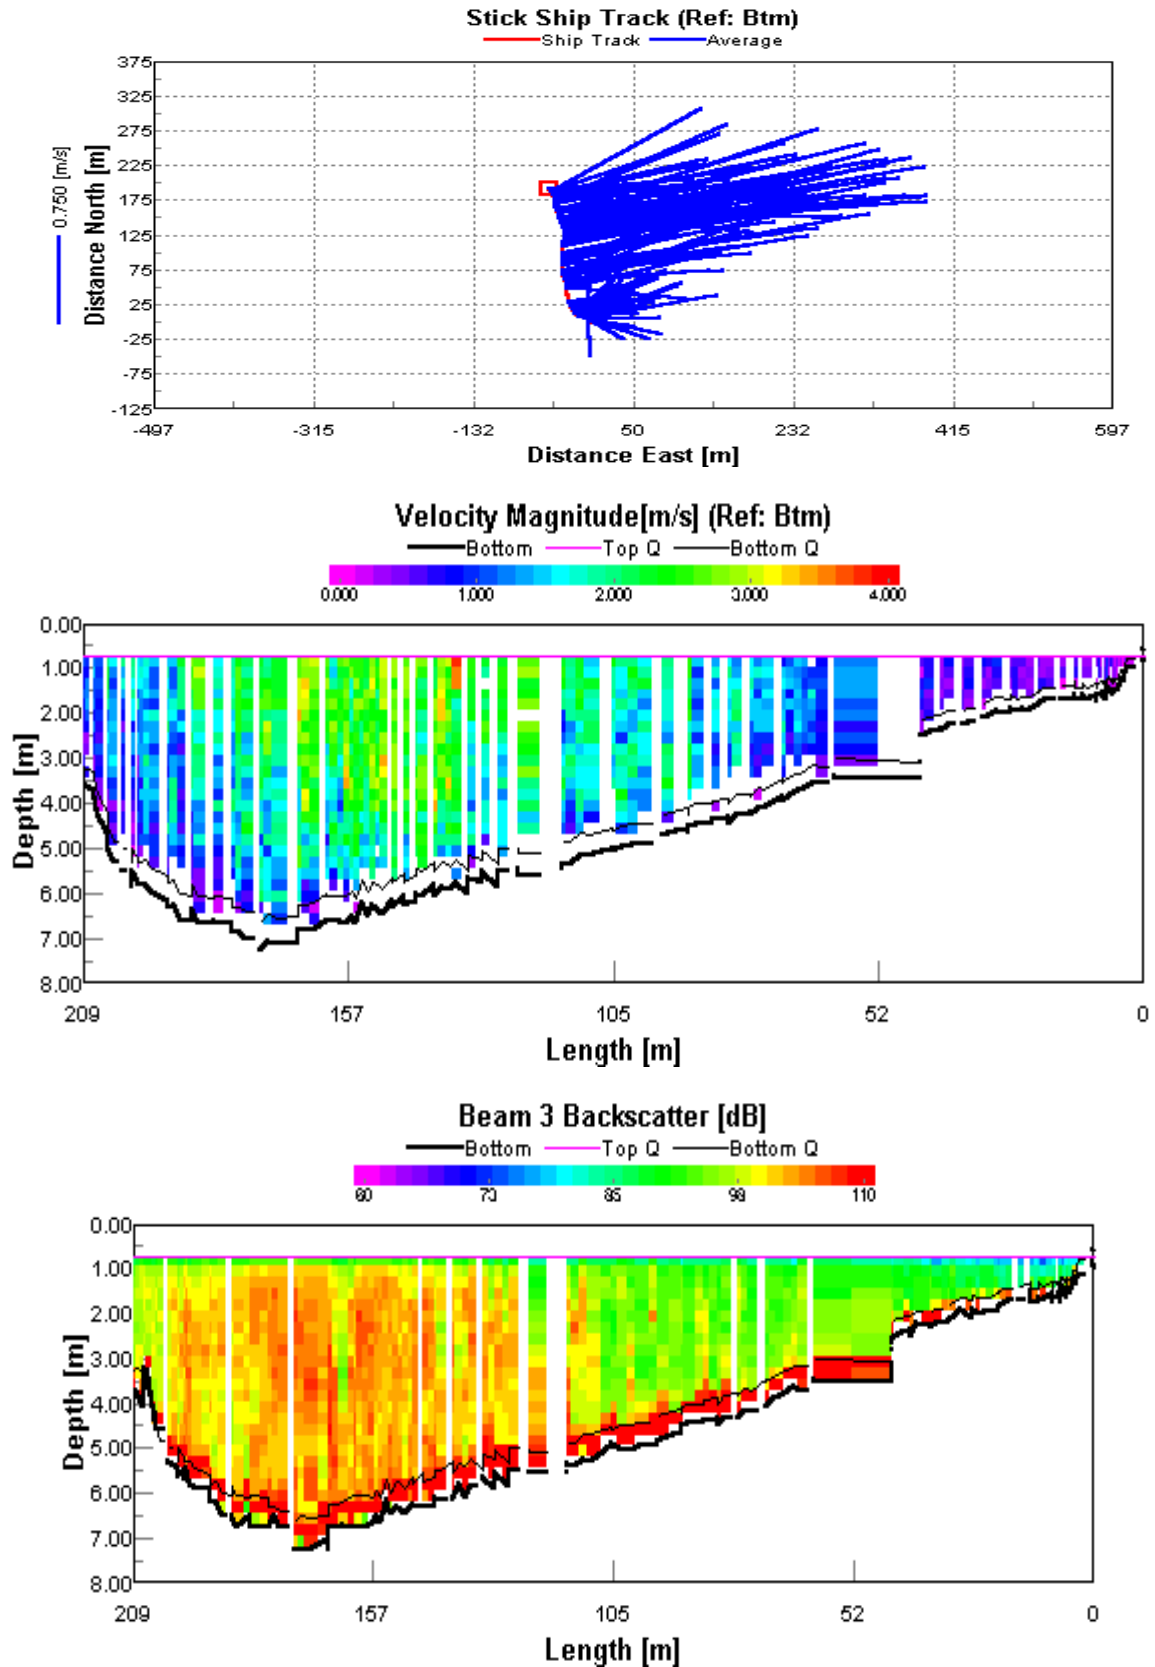 Stick Ship Track (Ref: Btm)
Ship Track Average
375
325
275
225
175
125
75
25
-25
-75
-125
0.750 [m/s]
Distance North [m]
-497 -315 -132 50 232 415 597
Distance East [m]
Velocity Magnitude[m/s] (Ref: Btm)
Bottom Top Q Bottom Q
0.000 1.000 2.000 3.000 4.000
0.00
1.00
2.00
3.00
4.00
5.00
6.00
7.00
8.00
Depth [m]
209 157 105 52 0
Length [m]
Beam 3 Backscatter [dB]
Bottom Top Q Bottom Q
60 73 85 98 110
0.00
1.00
2.00
3.00
4.00
5.00
6.00
7.00
8.00
Depth [m]
209 157 105 52 0
Length [m]